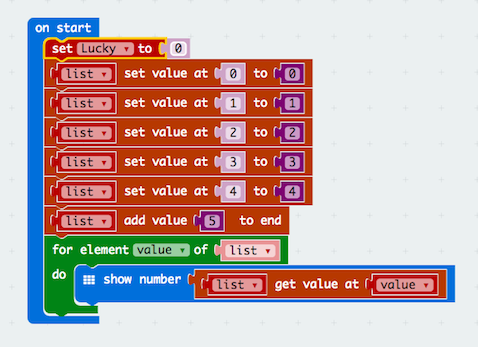 on start
set Lucky ▾ to 0
list ▾ set value at 0 to 0
list ▾ set value at 1 to 1
list ▾ set value at 2 to 2
list ▾ set value at 3 to 3
list ▾ set value at 4 to 4
list ▾ add value 5 to end
for element value ▾ of list ▾
do show number list ▾ get value at value ▾